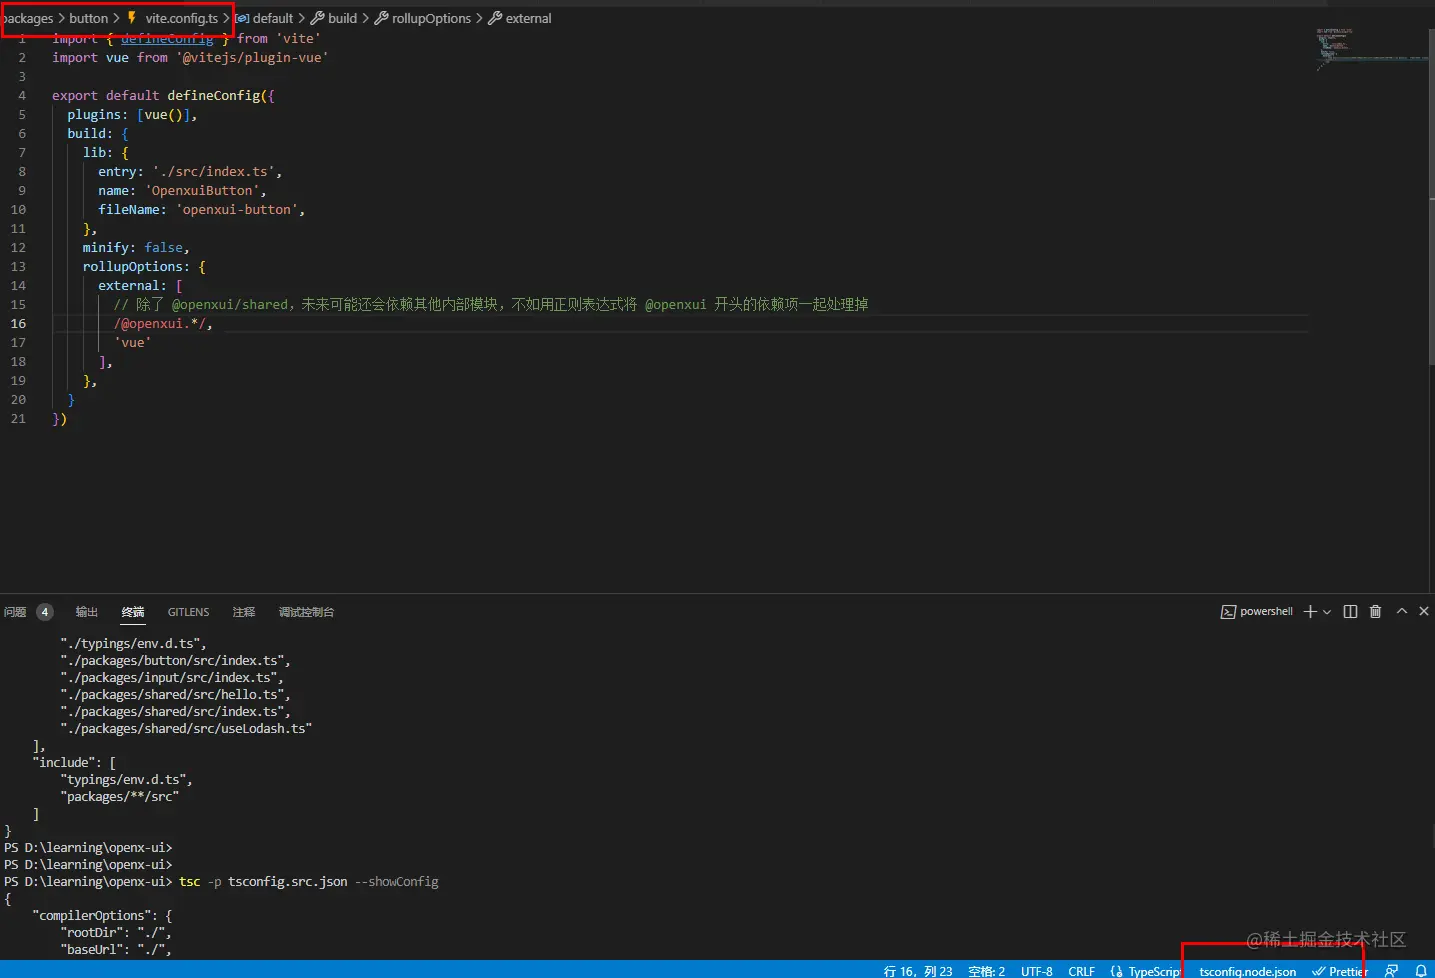 packages > button > vite.config.ts > default > build > rollupOptions > external
1 import { defineConfig } from 'vite'
2 import vue from '@vitejs/plugin-vue'
3
4 export default defineConfig({
5 plugins: [vue()],
6 build: {
7 lib: {
8 entry: './src/index.ts',
9 name: 'OpenxuiButton',
10 fileName: 'openxui-button',
11 },
12 minify: false,
13 rollupOptions: {
14 external: [
15 // 除了 @openxui/shared，未来可能还会依赖其他内部模块，不如用正则表达式将 @openxui 开头的依赖项一起处理掉
16 /@openxui.*/,
17 'vue'
18 ],
19 },
20 }
21 })
问题 4 输出 终端 GITLENS 注释 调试控制台 powershell
"./typings/env.d.ts",
"./packages/button/src/index.ts",
"./packages/input/src/index.ts",
"./packages/shared/src/hello.ts",
"./packages/shared/src/index.ts",
"./packages/shared/src/useLodash.ts"
],
"include": [
"typings/env.d.ts",
"packages/**/src"
]
}
PS D:\learning\openx-ui>
PS D:\learning\openx-ui>
PS D:\learning\openx-ui> tsc -p tsconfig.src.json --showConfig
{
"compilerOptions": {
"rootDir": "./",
"baseUrl": "./",
@稀土掘金技术社区
行 16，列 23 空格: 2 UTF-8 CRLF {} TypeScript tsconfig.node.json Prettier